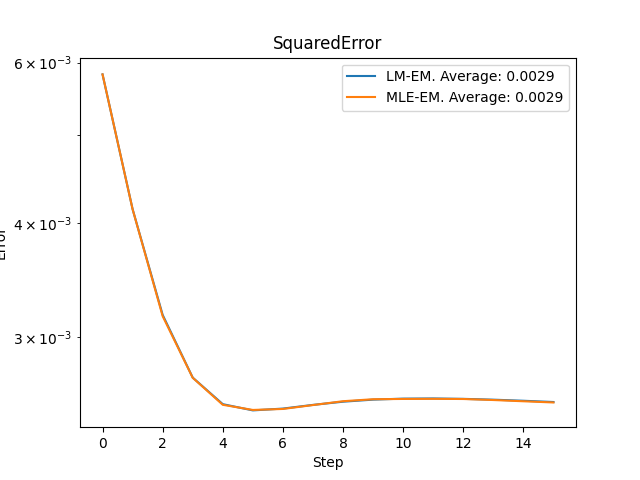 SquaredError
LM-EM. Average: 0.0029
MLE-EM. Average: 0.0029
6 × 10⁻³
4 × 10⁻³
3 × 10⁻³
Error
0 2 4 6 8 10 12 14
Step